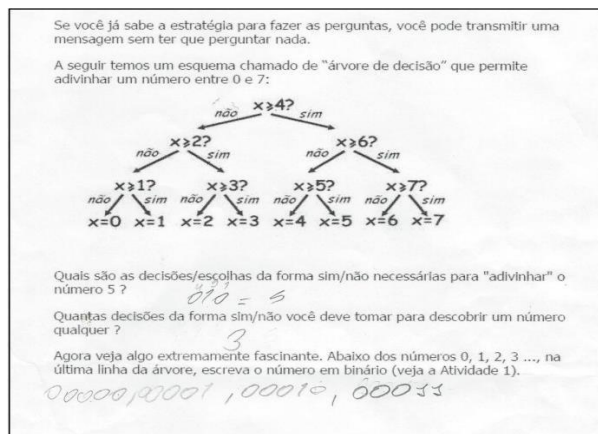 Se você já sabe a estratégia para fazer as perguntas, você pode transmitir uma
mensagem sem ter que perguntar nada.
A seguir temos um esquema chamado de "árvore de decisão" que permite
adivinhar um número entre 0 e 7:
x≥4?
não sim
x≥2? x≥6?
não sim não sim
x≥1? x≥3? x≥5? x≥7?
não sim não sim não sim não sim
x=0 x=1 x=2 x=3 x=4 x=5 x=6 x=7
Quais são as decisões/escolhas da forma sim/não necessárias para "adivinhar" o
número 5 ?
= 5
Quantas decisões da forma sim/não você deve tomar para descobrir um número
qualquer ?
3
Agora veja algo extremamente fascinante. Abaixo dos números 0, 1, 2, 3 ..., na
última linha da árvore, escreva o número em binário (veja a Atividade 1).
00000, 00001, 00010, 00011